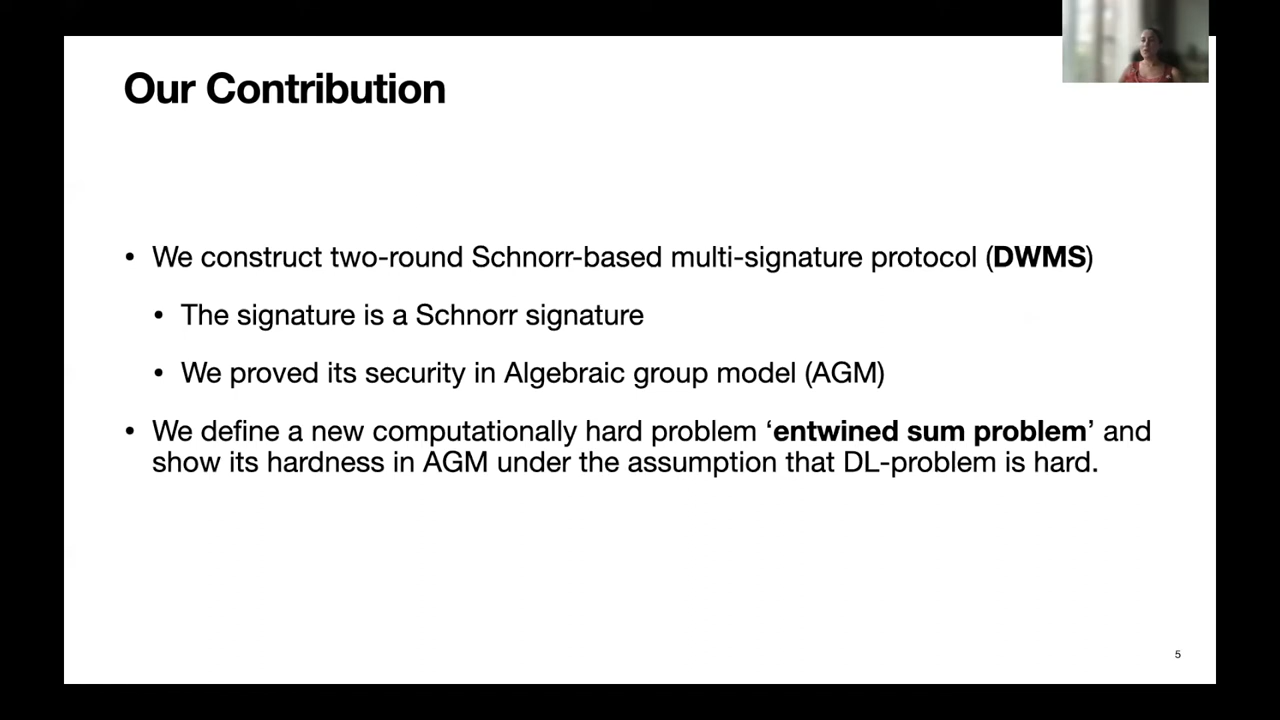 Our Contribution
• We construct two-round Schnorr-based multi-signature protocol (DWMS)
• The signature is a Schnorr signature
• We proved its security in Algebraic group model (AGM)
• We define a new computationally hard problem ‘entwined sum problem’ and
show its hardness in AGM under the assumption that DL-problem is hard.
5